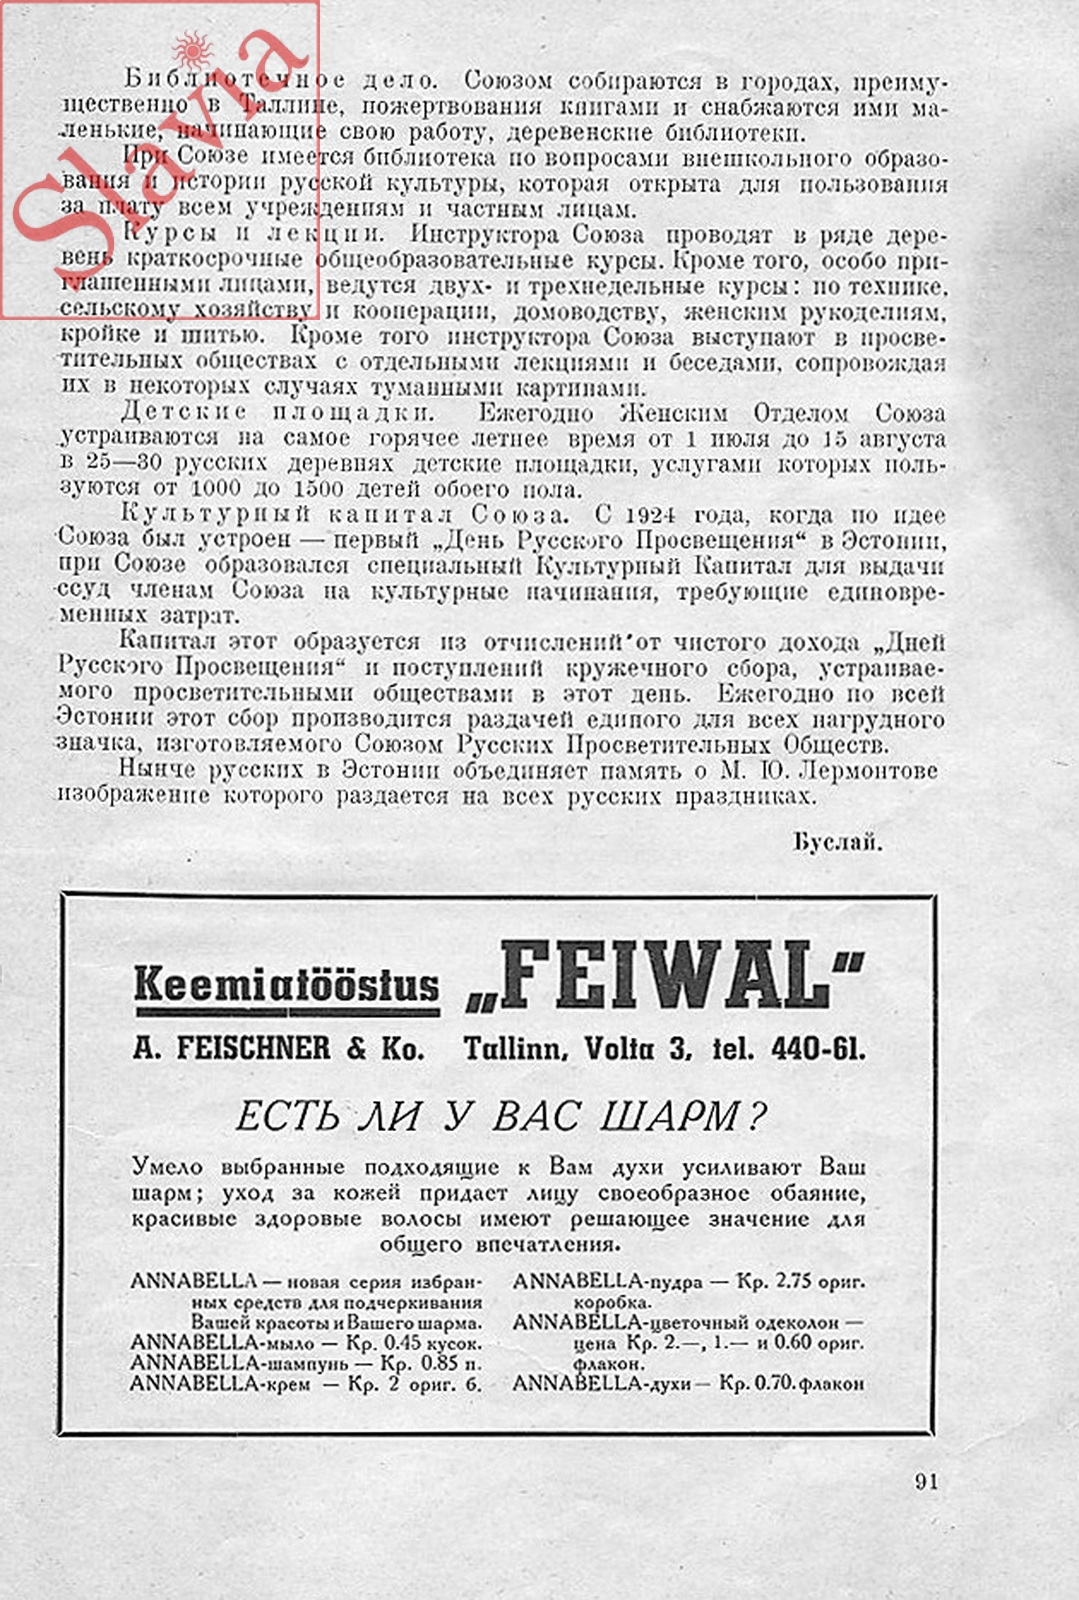 Slavia
Библиотечное дело. Союзом собираются в городах, преиму-
щественно в Таллине, пожертвования книгами и снабжаются ими ма-
ленькие, начинающие свою работу, деревенские библиотеки.
При Союзе имеется библиотека по вопросами внешкольного образо-
вания и истории русской культуры, которая открыта для пользования
за плату всем учреждениям и частным лицам.
Курсы и лекции. Инструктора Союза проводят в ряде дере-
вень краткосрочные общеобразовательные курсы. Кроме того, особо при-
глашенными лицами, ведутся двух- и трехнедельные курсы: по технике,
сельскому хозяйству и кооперации, домоводству, женским рукоделиям,
кройке и шитью. Кроме того инструктора Союза выступают в просве-
тительных обществах с отдельными лекциями и беседами, сопровождая
их в некоторых случаях туманными картинами.
Детские площадки. Ежегодно Женским Отделом Союза
устраиваются на самое горячее летнее время от 1 июля до 15 августа
в 25—30 русских деревнях детские площадки, услугами которых поль-
зуются от 1000 до 1500 детей обоего пола.
Культурный капитал Союза. С 1924 года, когда по идее
Союза был устроен — первый „День Русского Просвещения“ в Эстонии,
при Союзе образовался специальный Культурный Капитал для выдачи
ссуд членам Союза на культурные начинания, требующие единовре-
менных затрат.
Капитал этот образуется из отчислений от чистого дохода „Дней
Русского Просвещения“ и поступлений кружечного сбора, устраивае-
мого просветительными обществами в этот день. Ежегодно по всей
Эстонии этот сбор производится раздачей единого для всех нагрудного
значка, изготовляемого Союзом Русских Просветительных Обществ.
Нынче русских в Эстонии объединяет память о М. Ю. Лермонтове
изображение которого раздается на всех русских праздниках.
Буслай.
Keemiatööstus „FEIWAL“
A. FEISCHNER & Ko. Tallinn, Volta 3, tel. 440-61.
ЕСТЬ ЛИ У ВАС ШАРМ?
Умело выбранные подходящие к Вам духи усиливают Ваш
шарм; уход за кожей придает лицу своеобразное обаяние,
красивые здоровые волосы имеют решающее значение для
общего впечатления.
ANNABELLA — новая серия избран-
ных средств для подчеркивания
Вашей красоты и Вашего шарма.
ANNABELLA-мыло — Кр. 0.45 кусок.
ANNABELLA-шампунь — Кр. 0.85 п.
ANNABELLA-крем — Кр. 2 ориг. б.
ANNABELLA-пудра — Кр. 2.75 ориг.
коробка.
ANNABELLA-цветочный одеколон —
цена Кр. 2.—, 1.— и 0.60 ориг.
флакон.
ANNABELLA-духи — Кр. 0.70. флакон
91